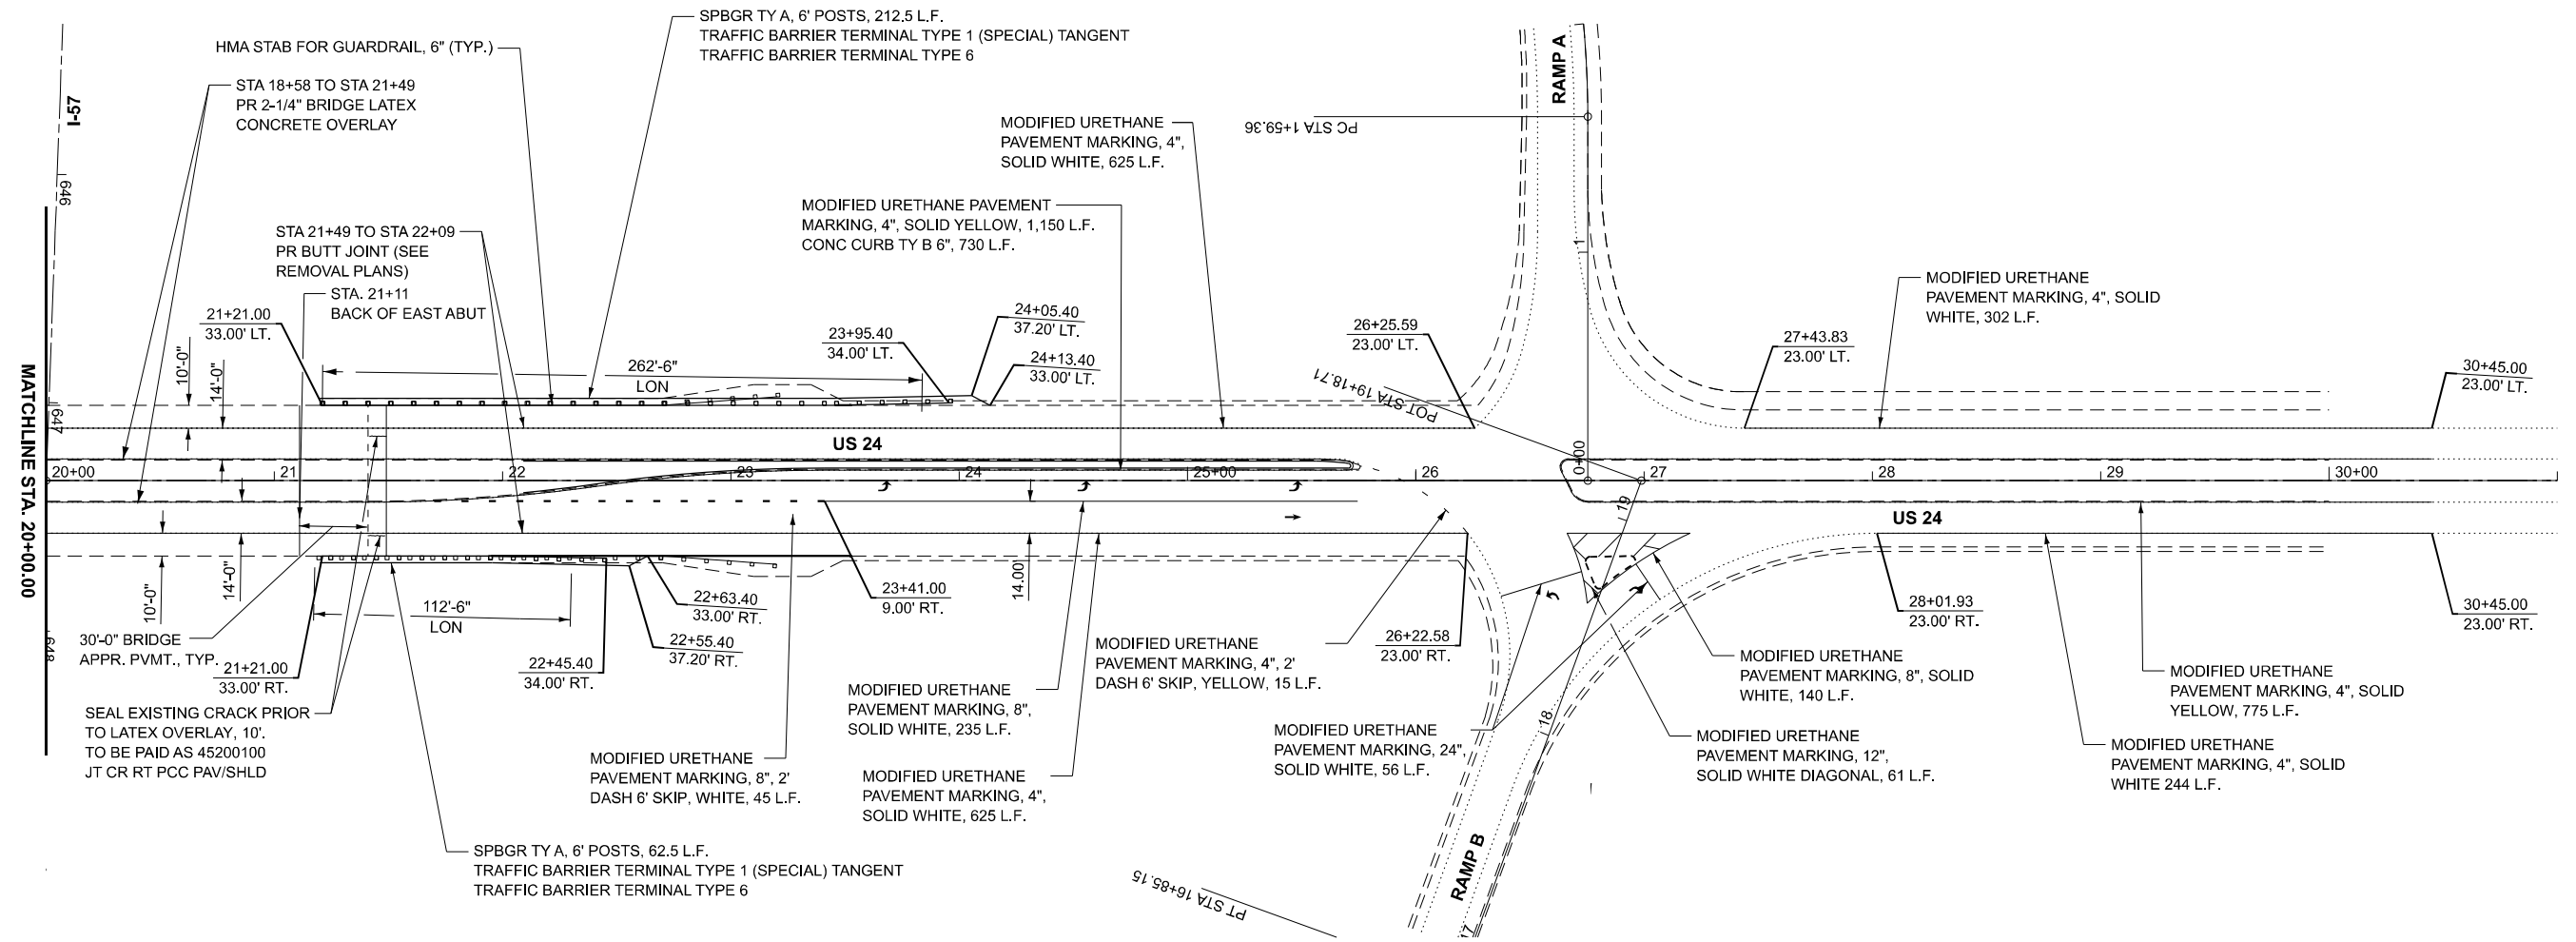 SPBGR TY A, 6' POSTS, 212.5 L.F.
TRAFFIC BARRIER TERMINAL TYPE 1 (SPECIAL) TANGENT
TRAFFIC BARRIER TERMINAL TYPE 6
HMA STAB FOR GUARDRAIL, 6" (TYP.)
STA 18+58 TO STA 21+49
PR 2-1/4" BRIDGE LATEX
CONCRETE OVERLAY
I-57
646
647
648
MATCHLINE STA. 20+00.00
STA 21+49 TO STA 22+09
PR BUTT JOINT (SEE
REMOVAL PLANS)
STA. 21+11
BACK OF EAST ABUT
21+21.00
33.00' LT.
10'-0"
14'-0"
262'-6"
LON
MODIFIED URETHANE
PAVEMENT MARKING, 4",
SOLID WHITE, 625 L.F.
MODIFIED URETHANE PAVEMENT
MARKING, 4", SOLID YELLOW, 1,150 L.F.
CONC CURB TY B 6", 730 L.F.
23+95.40
34.00' LT.
24+05.40
37.20' LT.
24+13.40
33.00' LT.
PC STA 1+59.36
RAMP A
1
0+00
26+25.59
23.00' LT.
POT STA 19+18.71
MODIFIED URETHANE
PAVEMENT MARKING, 4", SOLID
WHITE, 302 L.F.
27+43.83
23.00' LT.
30+45.00
23.00' LT.
US 24
20+00
21
22
23
24
25+00
26
27
28
29
30+00
US 24
19
18
17
10'-0"
14'-0"
14.00'
112'-6"
LON
30'-0" BRIDGE
APPR. PVMT., TYP.
21+21.00
33.00' RT.
22+45.40
34.00' RT.
22+63.40
33.00' RT.
22+55.40
37.20' RT.
23+41.00
9.00' RT.
SEAL EXISTING CRACK PRIOR
TO LATEX OVERLAY, 10'.
TO BE PAID AS 45200100
JT CR RT PCC PAV/SHLD
MODIFIED URETHANE
PAVEMENT MARKING, 8", 2'
DASH 6' SKIP, WHITE, 45 L.F.
MODIFIED URETHANE
PAVEMENT MARKING, 8",
SOLID WHITE, 235 L.F.
MODIFIED URETHANE
PAVEMENT MARKING, 4",
SOLID WHITE, 625 L.F.
MODIFIED URETHANE
PAVEMENT MARKING, 4", 2'
DASH 6' SKIP, YELLOW, 15 L.F.
26+22.58
23.00' RT.
MODIFIED URETHANE
PAVEMENT MARKING, 24",
SOLID WHITE, 56 L.F.
MODIFIED URETHANE
PAVEMENT MARKING, 8", SOLID
WHITE, 140 L.F.
MODIFIED URETHANE
PAVEMENT MARKING, 12",
SOLID WHITE DIAGONAL, 61 L.F.
28+01.93
23.00' RT.
30+45.00
23.00' RT.
MODIFIED URETHANE
PAVEMENT MARKING, 4", SOLID
YELLOW, 775 L.F.
MODIFIED URETHANE
PAVEMENT MARKING, 4", SOLID
WHITE 244 L.F.
SPBGR TY A, 6' POSTS, 62.5 L.F.
TRAFFIC BARRIER TERMINAL TYPE 1 (SPECIAL) TANGENT
TRAFFIC BARRIER TERMINAL TYPE 6
PT STA 16+85.15
RAMP B